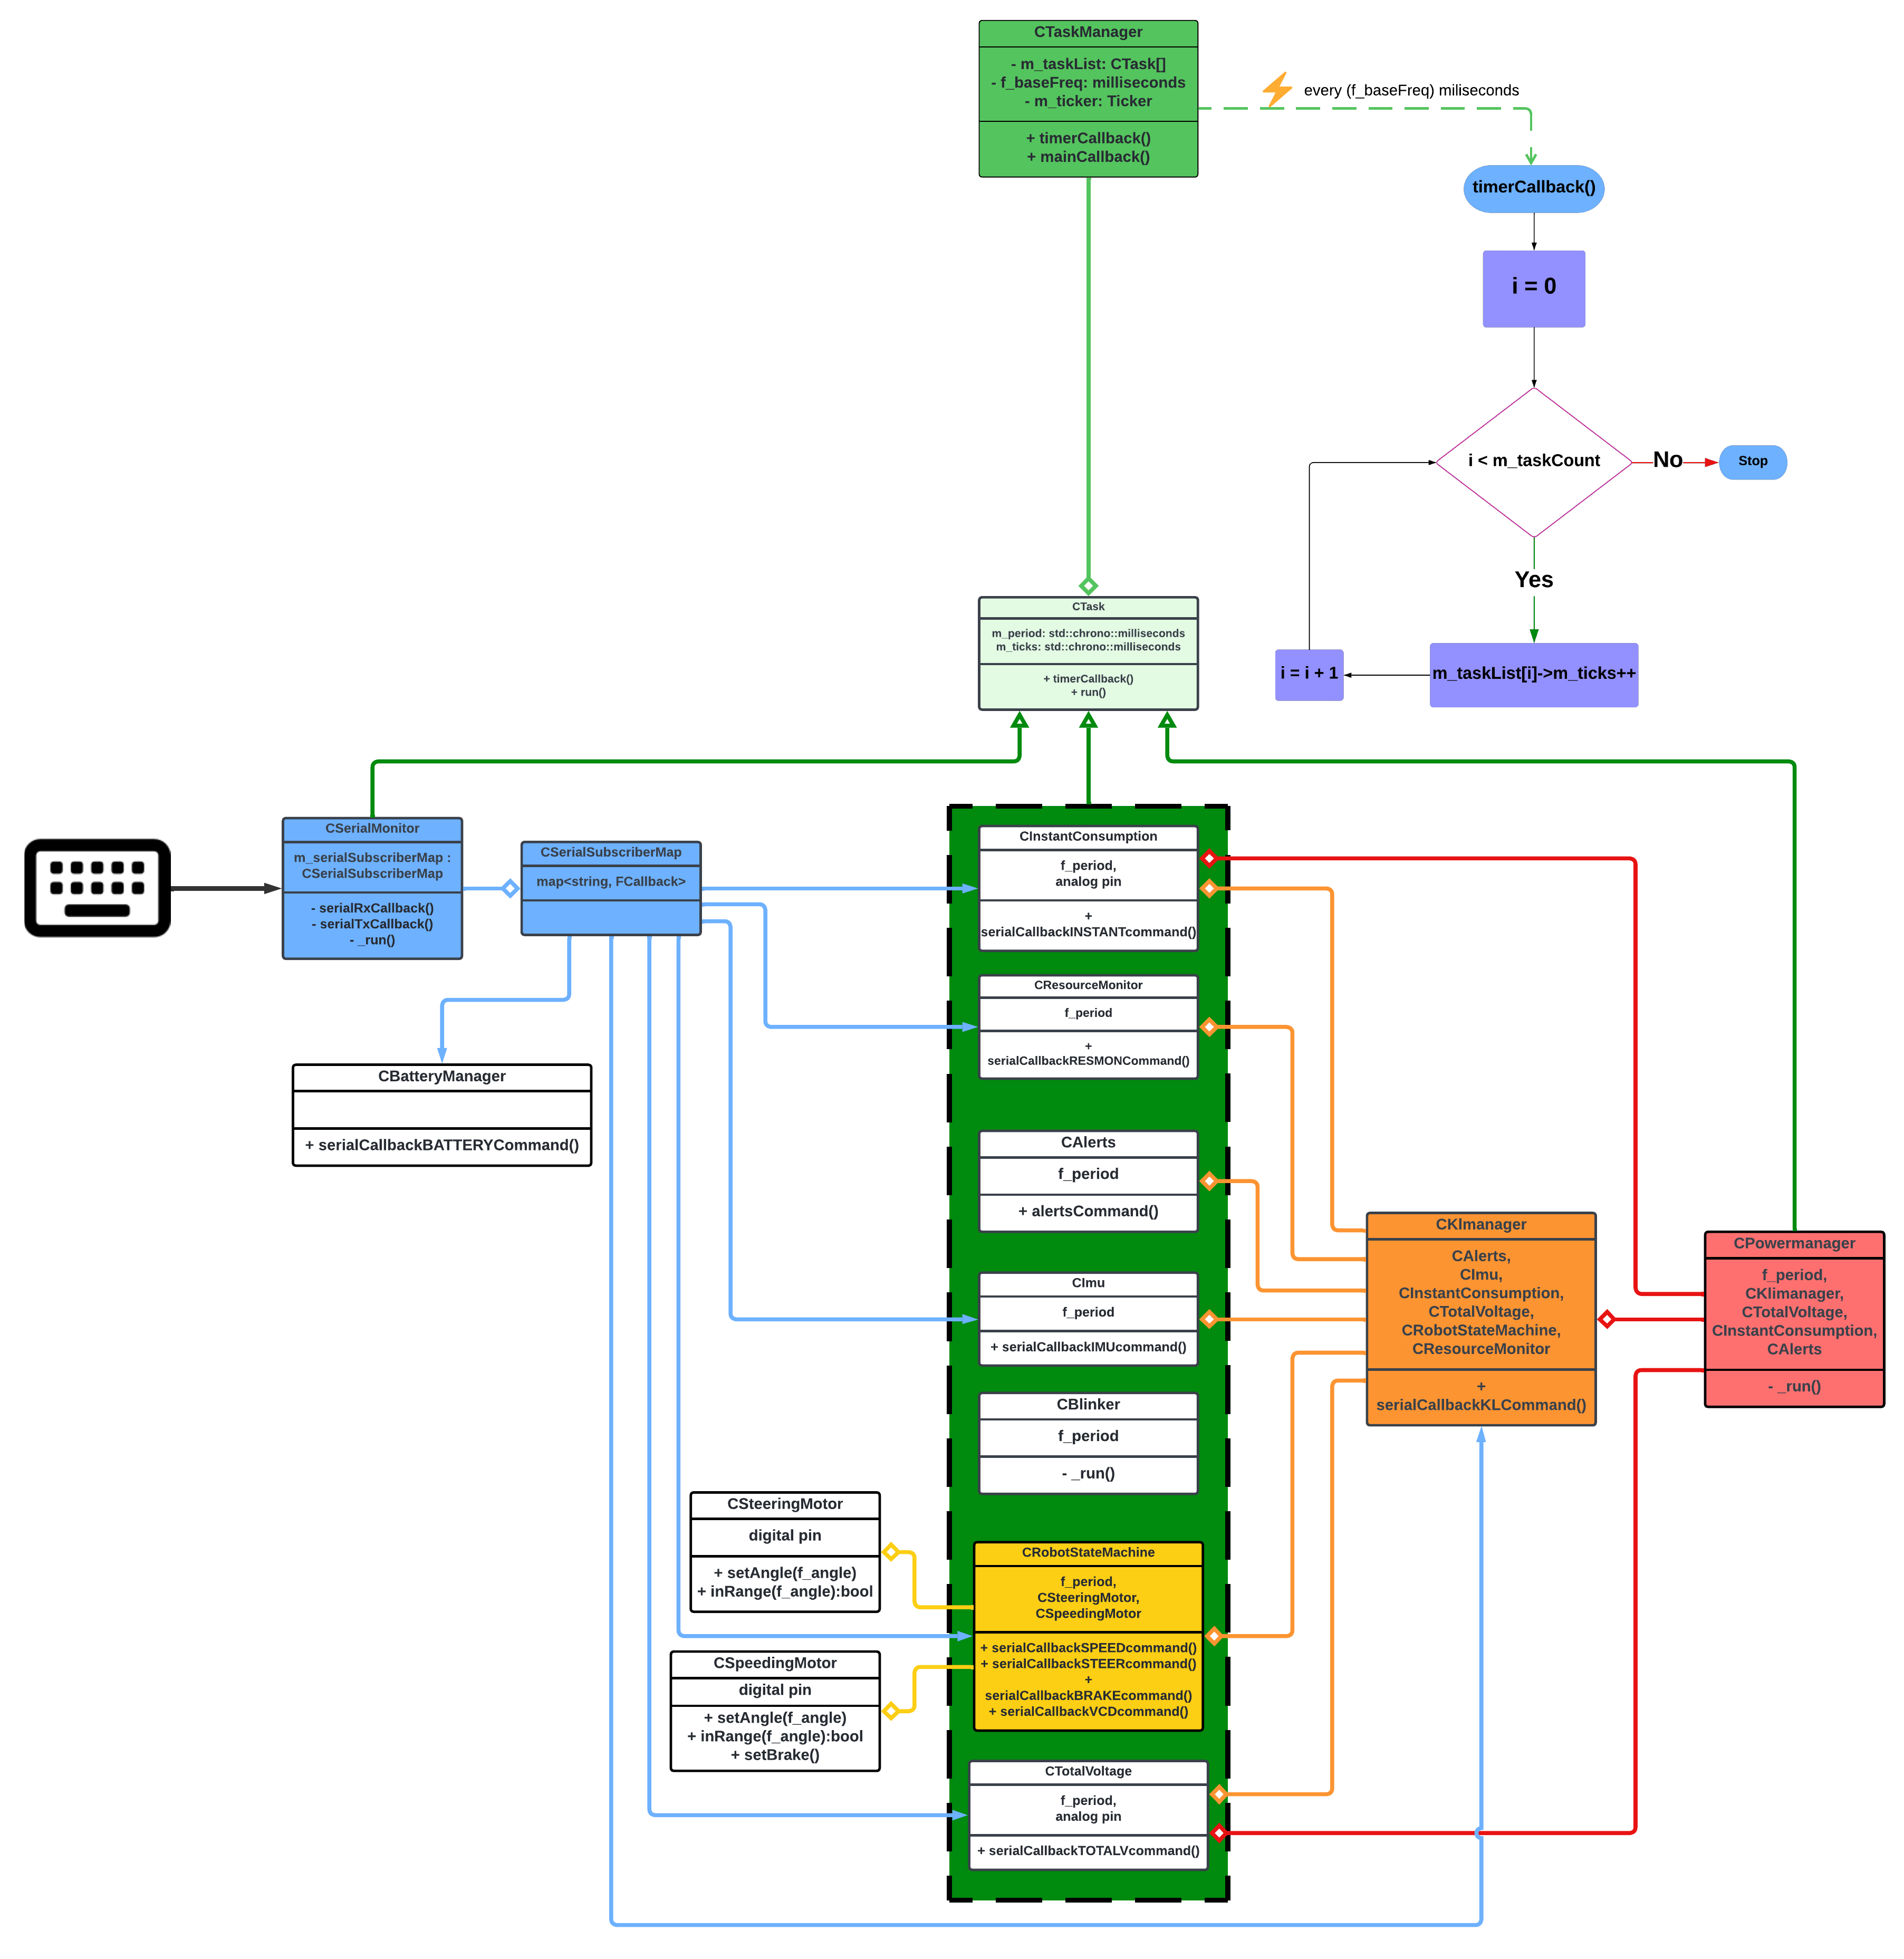 CTaskManager
- m_taskList: CTask[]
- f_baseFreq: milliseconds
- m_ticker: Ticker
+ timerCallback()
+ mainCallback()
every (f_baseFreq) miliseconds
timerCallback()
i = 0
i < m_taskCount
No
Stop
Yes
m_taskList[i]->m_ticks++
i = i + 1
CTask
m_period: std::chrono::milliseconds
m_ticks: std::chrono::milliseconds
+ timerCallback()
+ run()
CSerialMonitor
m_serialSubscriberMap :
CSerialSubscriberMap
- serialRxCallback()
- serialTxCallback()
- _run()
CSerialSubscriberMap
map<string, FCallback>
CBatteryManager
+ serialCallbackBATTERYCommand()
CInstantConsumption
f_period,
analog pin
+
serialCallbackINSTANTcommand()
CResourceMonitor
f_period
+
serialCallbackRESMONCommand()
CAlerts
f_period
+ alertsCommand()
CImu
f_period
+ serialCallbackIMUcommand()
CBlinker
f_period
- _run()
CSteeringMotor
digital pin
+ setAngle(f_angle)
+ inRange(f_angle):bool
CSpeedingMotor
digital pin
+ setAngle(f_angle)
+ inRange(f_angle):bool
+ setBrake()
CRobotStateMachine
f_period,
CSteeringMotor,
CSpeedingMotor
+ serialCallbackSPEEDcommand()
+ serialCallbackSTEERcommand()
+
serialCallbackBRAKEcommand()
+ serialCallbackVCDcommand()
CTotalVoltage
f_period,
analog pin
+ serialCallbackTOTALVcommand()
CKlmanager
CAlerts,
CImu,
CInstantConsumption,
CTotalVoltage,
CRobotStateMachine,
CResourceMonitor
+
serialCallbackKLCommand()
CPowermanager
f_period,
CKlimanager,
CTotalVoltage,
CInstantConsumption,
CAlerts
- _run()